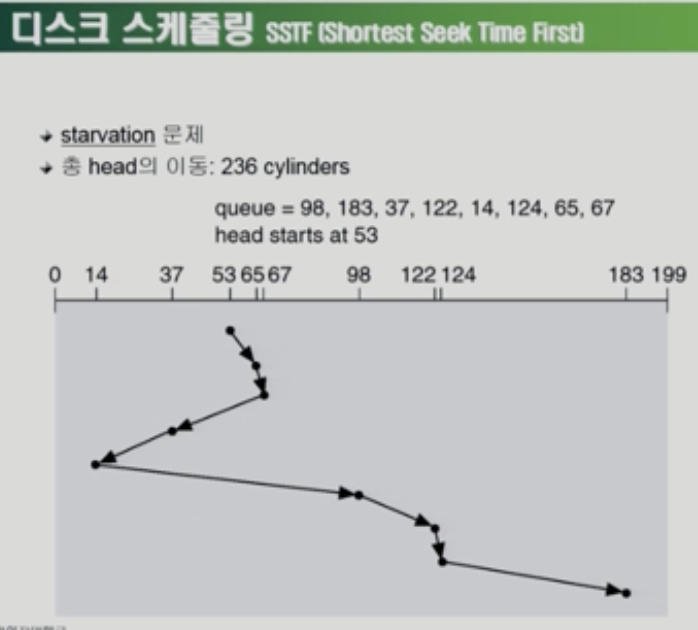 디스크 스케줄링 SSTF (Shortest Seek Time First)
starvation 문제
총 head의 이동: 236 cylinders
queue = 98, 183, 37, 122, 14, 124, 65, 67
head starts at 53
0 14 37 53 65 67 98 122 124 183 199